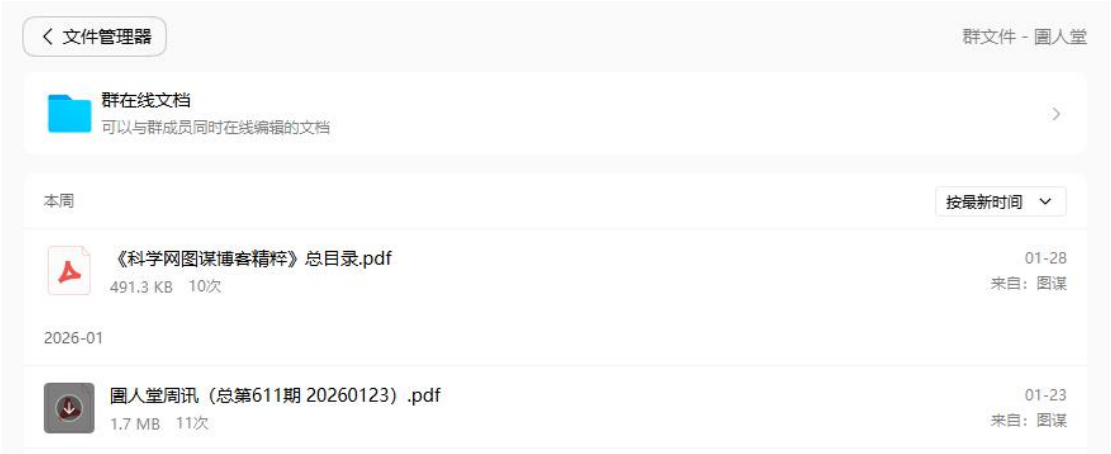 文件管理器
群文件 - 圕人堂
群在线文档
可以与群成员同时在线编辑的文档
本周
按最新时间
《科学网图谋博客精粹》总目录.pdf
01-28
491.3 KB 10次
来自：图谋
2026-01
圕人堂周讯（总第611期 20260123）.pdf
01-23
1.7 MB 11次
来自：图谋